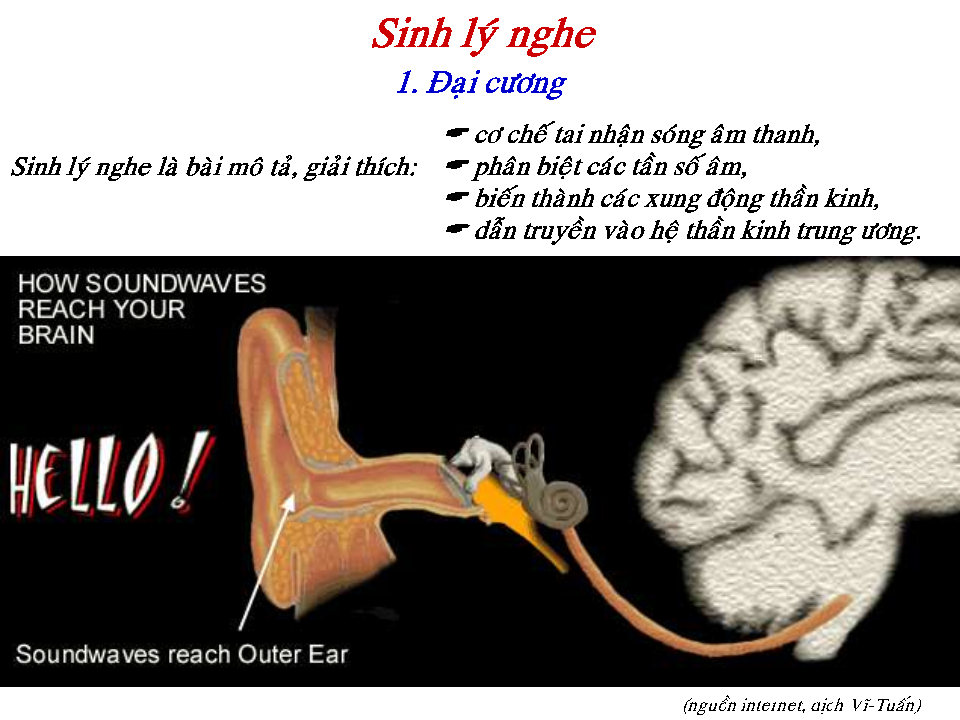 Sinh lý nghe
1. Đại cương
Sinh lý nghe là bài mô tả, giải thích:
cơ chế tai nhận sóng âm thanh,
phân biệt các tần số âm,
biến thành các xung động thần kinh,
dẫn truyền vào hệ thần kinh trung ương.
HOW SOUNDWAVES
REACH YOUR
BRAIN
HELLO!
Soundwaves reach Outer Ear
(nguồn internet, dịch Vĩ-Tuấn)